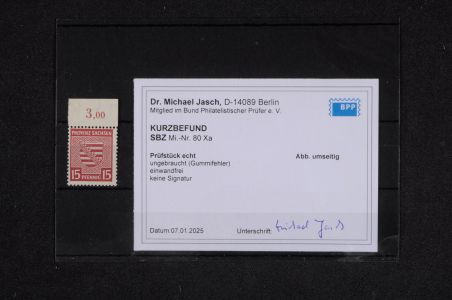 3,00
PROVINZ SACHSEN
15 15
PFENNIG
Dr. Michael Jasch, D-14089 Berlin
Mitglied im Bund Philatelistischer Prüfer e. V.
BPP
KURZBEFUND
SBZ Mi.-Nr. 80 Xa
Prüfstück echt
Abb. umseitig
ungebraucht (Gummifehler)
einwandfrei
keine Signatur
Datum:07.01.2025
Unterschrift: Michael Jasch